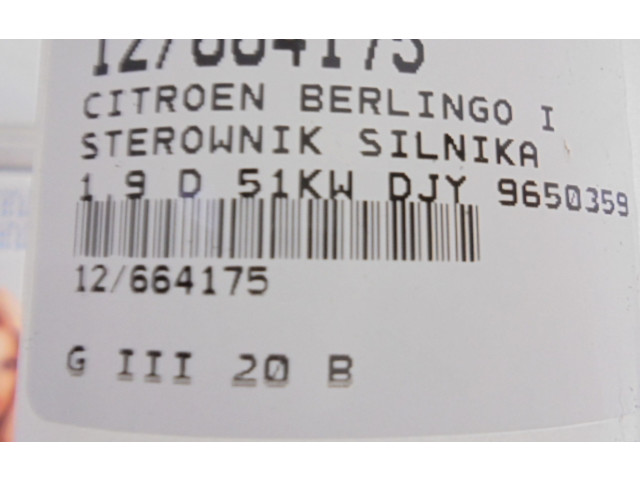 12/664175
CITROEN BERLINGO I
STEROWNIK SILNIKA
1,9 D 51KW DJY 9650359
12/664175
G III 20 B